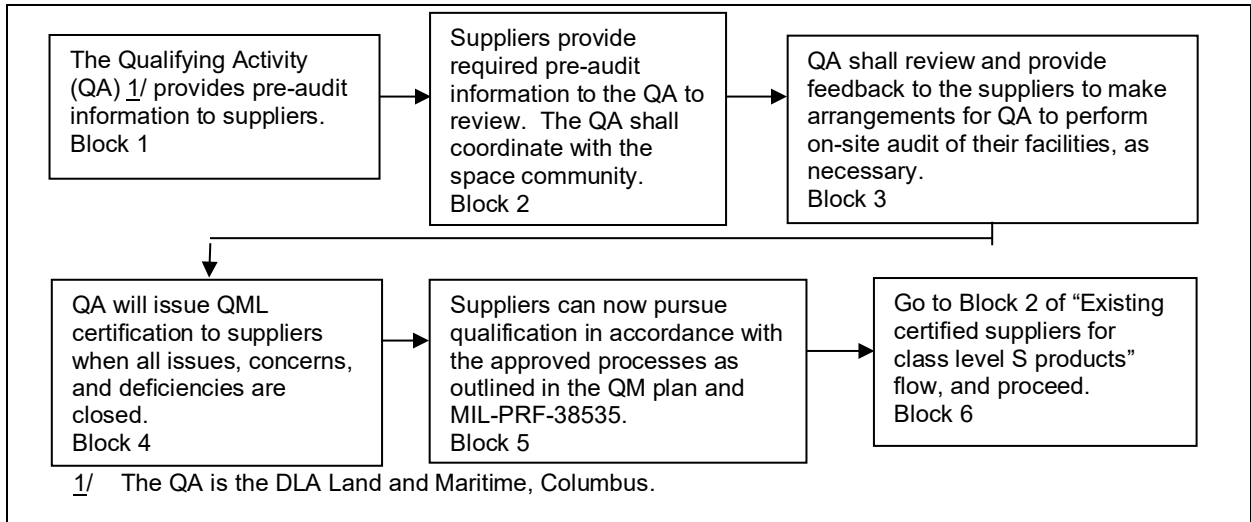 The Qualifying Activity
(QA) 1/ provides pre-audit
information to suppliers.
Block 1
Suppliers provide
required pre-audit
information to the QA to
review.  The QA shall
coordinate with the
space community.
Block 2
QA shall review and provide
feedback to the suppliers to make
arrangements for QA to perform
on-site audit of their facilities, as
necessary.
Block 3
QA will issue QML
certification to suppliers
when all issues, concerns,
and deficiencies are
closed.
Block 4
Suppliers can now pursue
qualification in accordance with
the approved processes as
outlined in the QM plan and
MIL-PRF-38535.
Block 5
Go to Block 2 of “Existing
certified suppliers for
class level S products”
flow, and proceed.
Block 6
1/ The QA is the DLA Land and Maritime, Columbus.